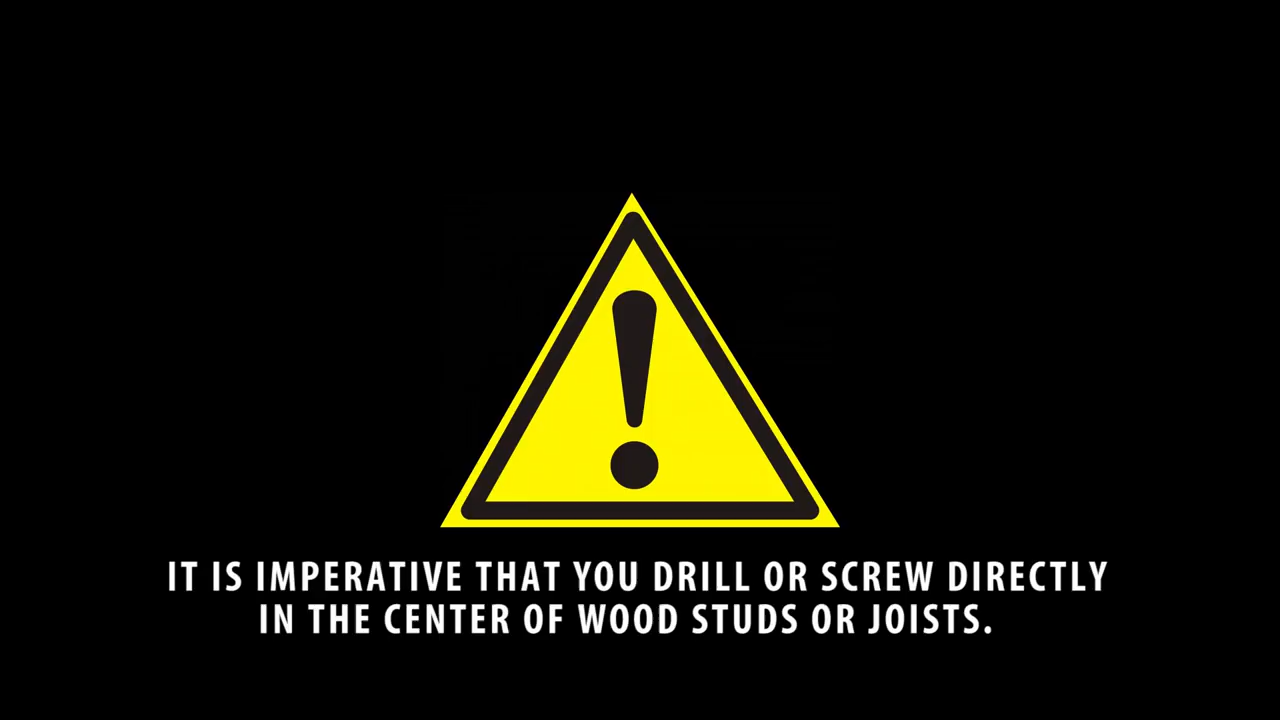 IT IS IMPERATIVE THAT YOU DRILL OR SCREW DIRECTLY
IN THE CENTER OF WOOD STUDS OR JOISTS.